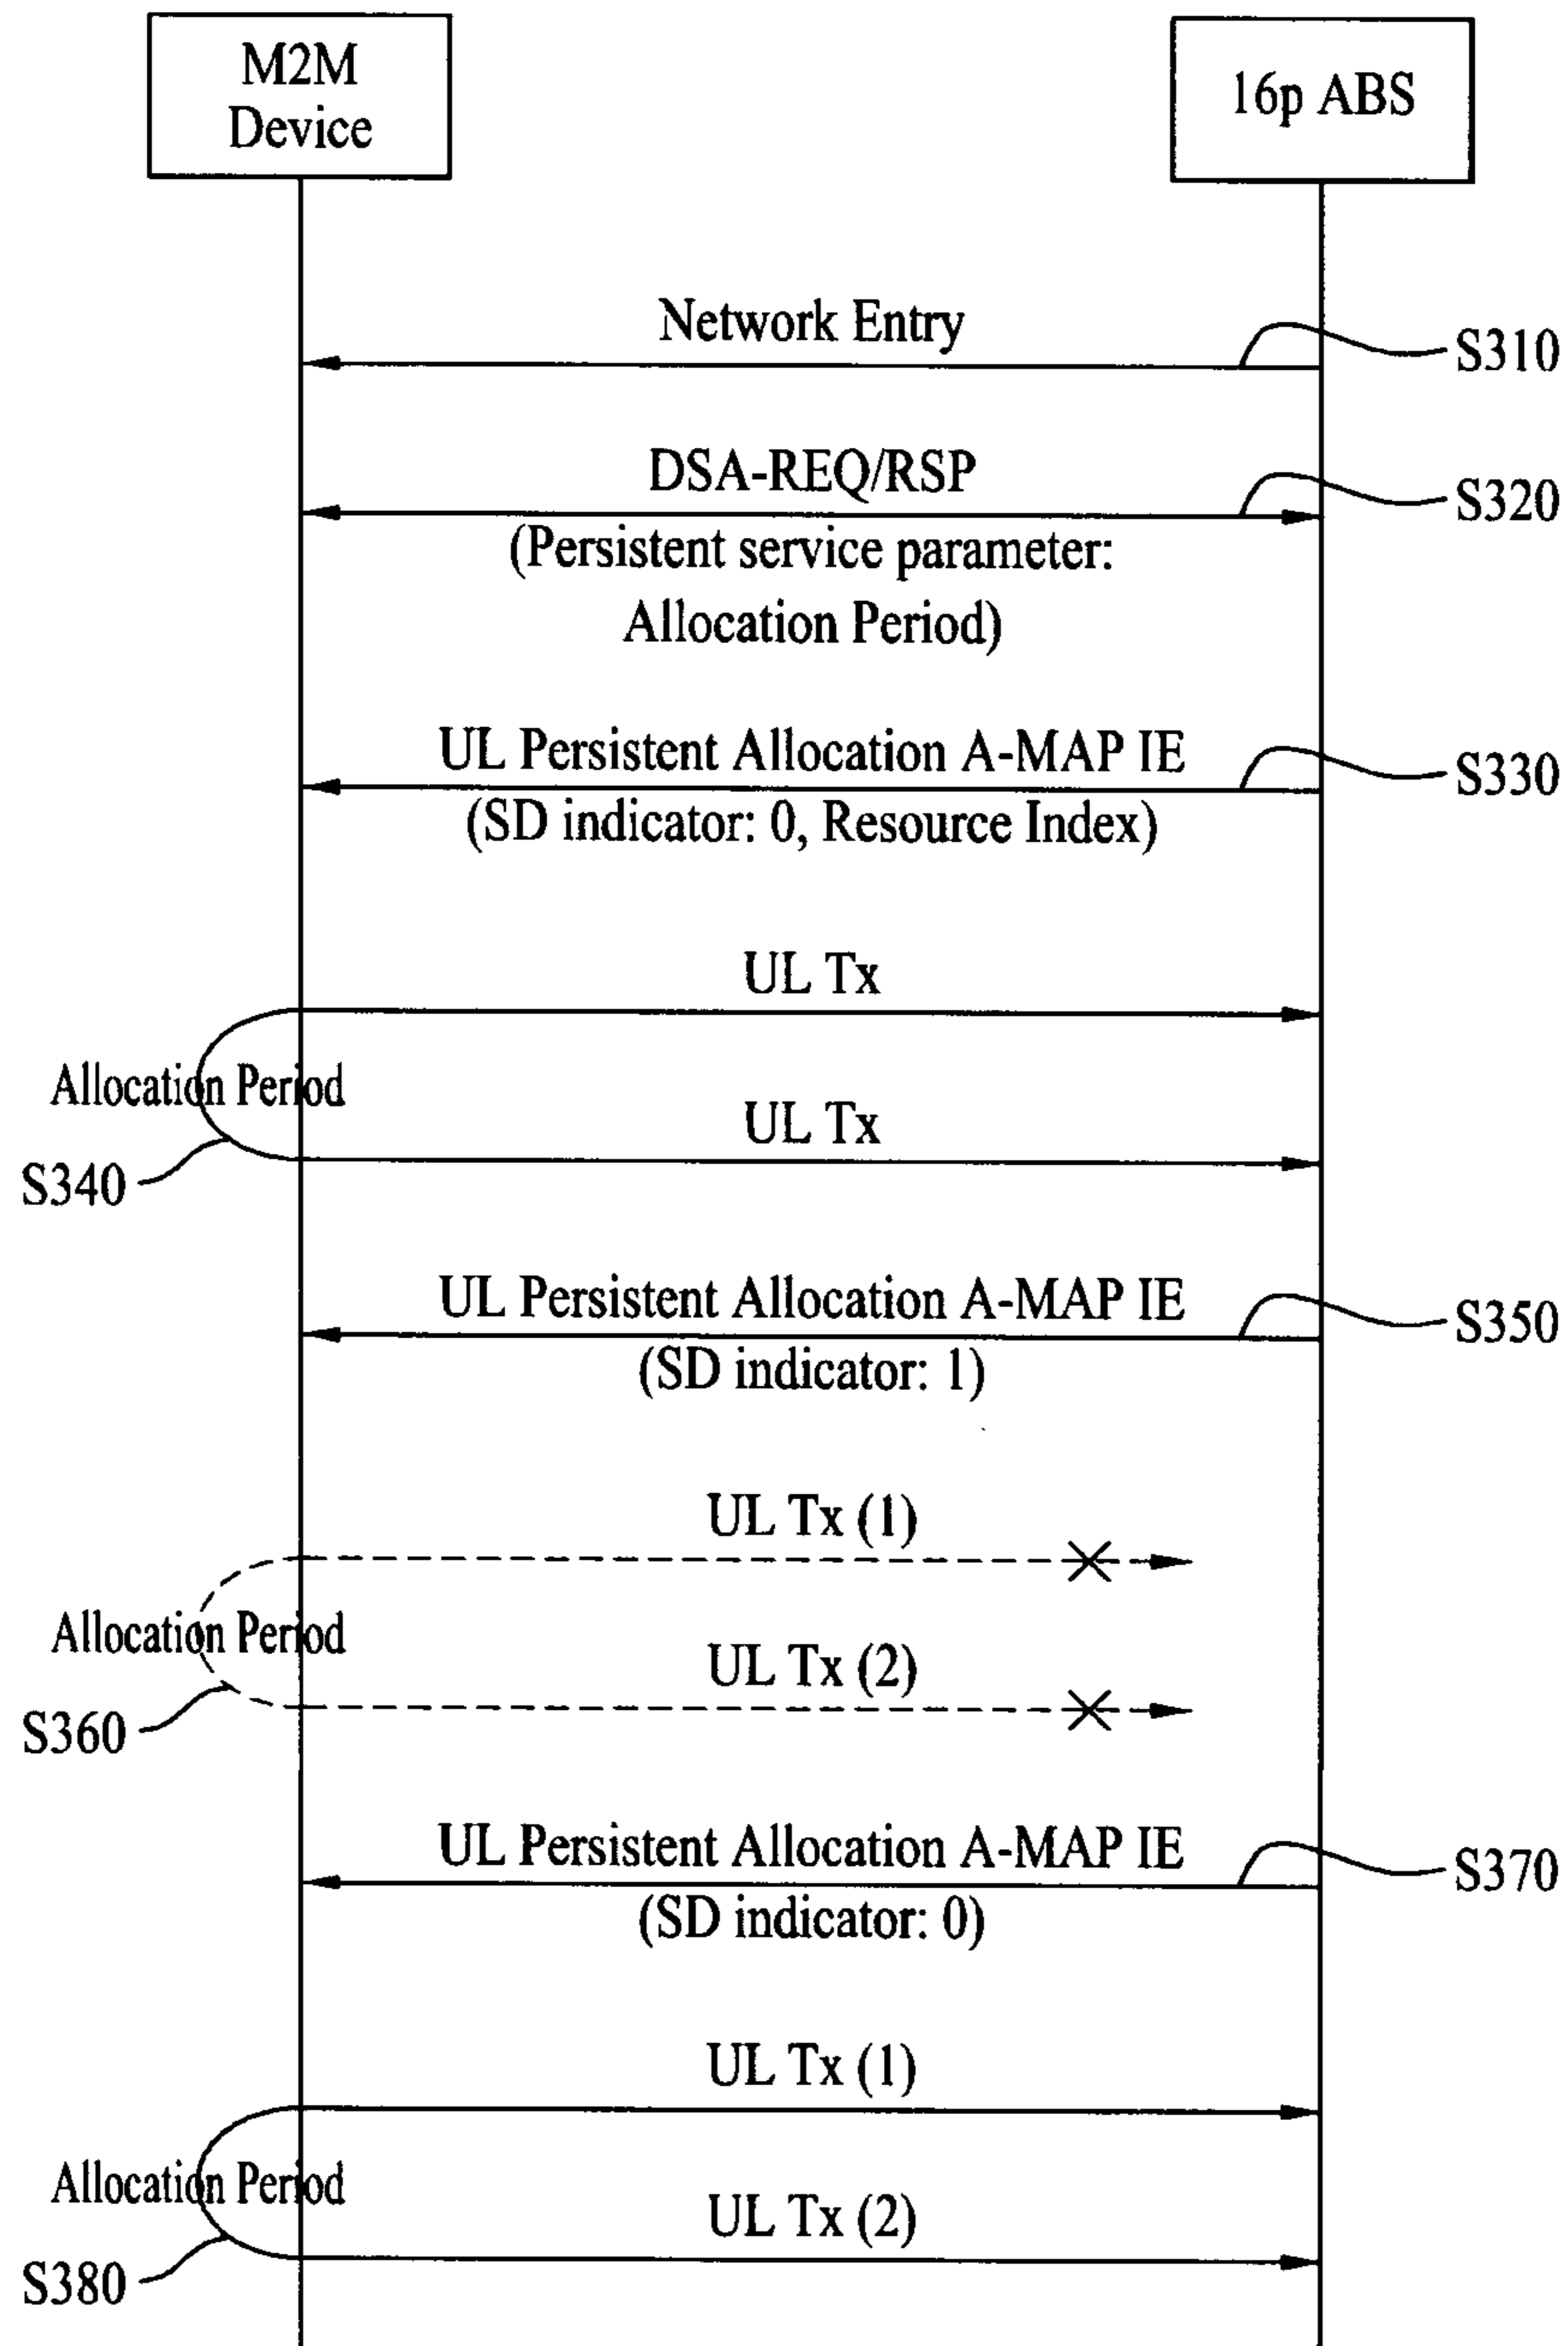 M2M
Device
16p ABS
Network Entry
S310
DSA-REQ/RSP
S320
(Persistent service parameter:
Allocation Period)
UL Persistent Allocation A-MAP IE
S330
(SD indicator: 0, Resource Index)
UL Tx
Allocation Period
UL Tx
S340
UL Persistent Allocation A-MAP IE
S350
(SD indicator: 1)
UL Tx (1)
Allocation Period
UL Tx (2)
S360
UL Persistent Allocation A-MAP IE
S370
(SD indicator: 0)
UL Tx (1)
Allocation Period
UL Tx (2)
S380